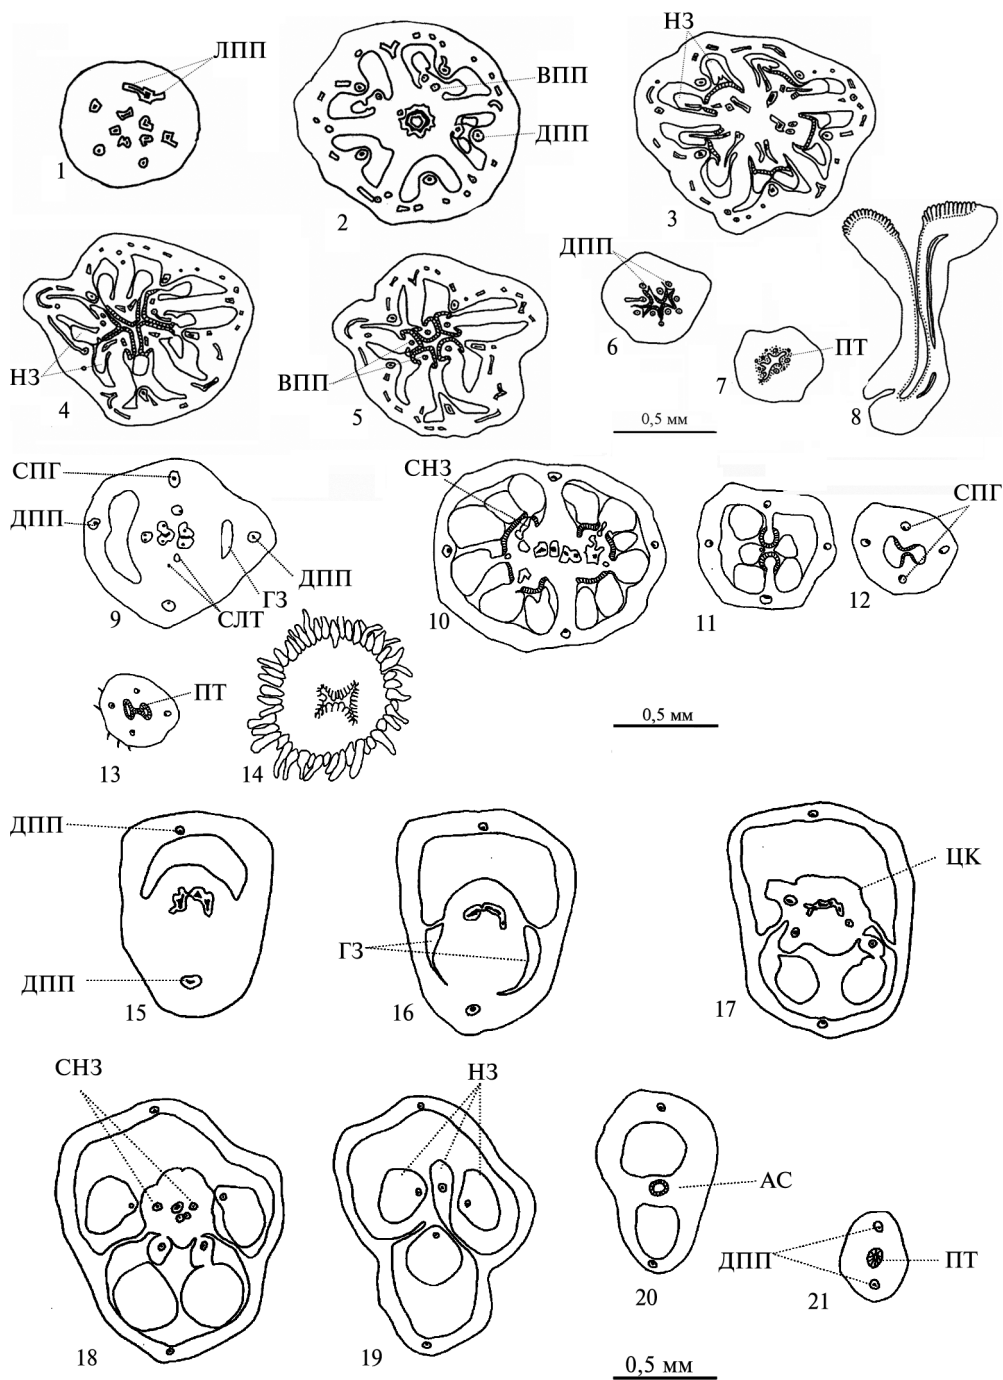 ЛПП
1
ВПП
ДПП
2
НЗ
3
НЗ
4
ВПП
5
ДПП
6
ПТ
7
0,5 мм
8
СПГ
ДПП
ДПП
ГЗ
СЛТ
9
СНЗ
10
11
СПГ
12
ПТ
13
14
0,5 мм
ДПП
ДПП
15
ГЗ
16
ЦК
17
СНЗ
18
НЗ
19
АС
20
ДПП
ПТ
21
0,5 мм